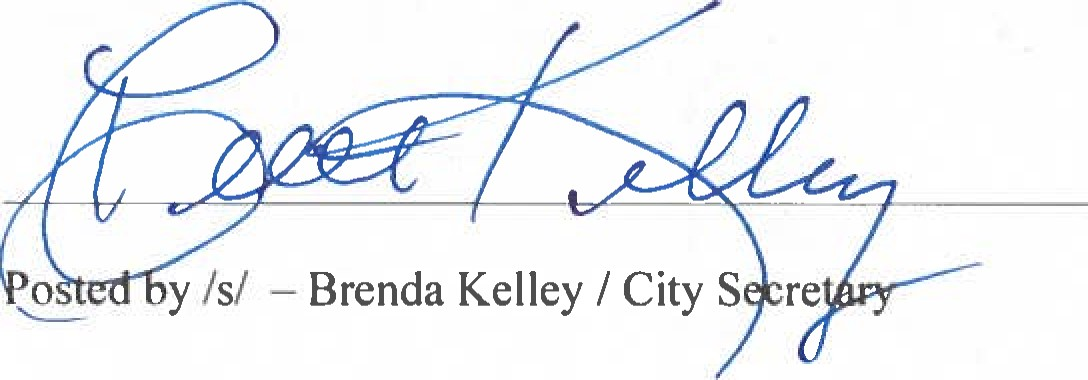 Kelley
Posted by /s/ – Brenda Kelley / City Secretary